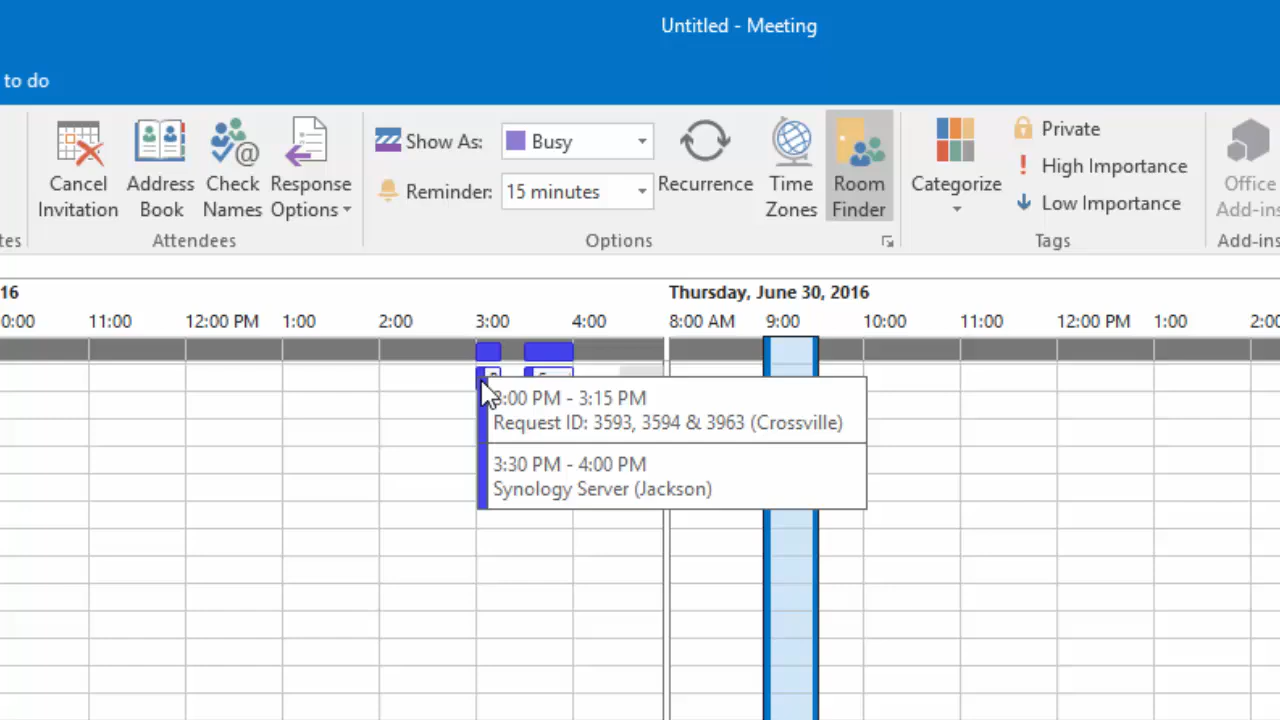 Untitled - Meeting
to do
Cancel Invitation
Address Book
Check Names
Response Options
Attendees
Show As: Busy
Reminder: 15 minutes
Recurrence
Time Zones
Room Finder
Options
Categorize
Private
High Importance
Low Importance
Tags
Office Add-ins
Add-ins
tes
16
Thursday, June 30, 2016
0:00 11:00 12:00 PM 1:00 2:00 3:00 4:00 8:00 AM 9:00 10:00 11:00 12:00 PM 1:00 2:00
3:00 PM - 3:15 PM
Request ID: 3593, 3594 & 3963 (Crossville)
3:30 PM - 4:00 PM
Synology Server (Jackson)